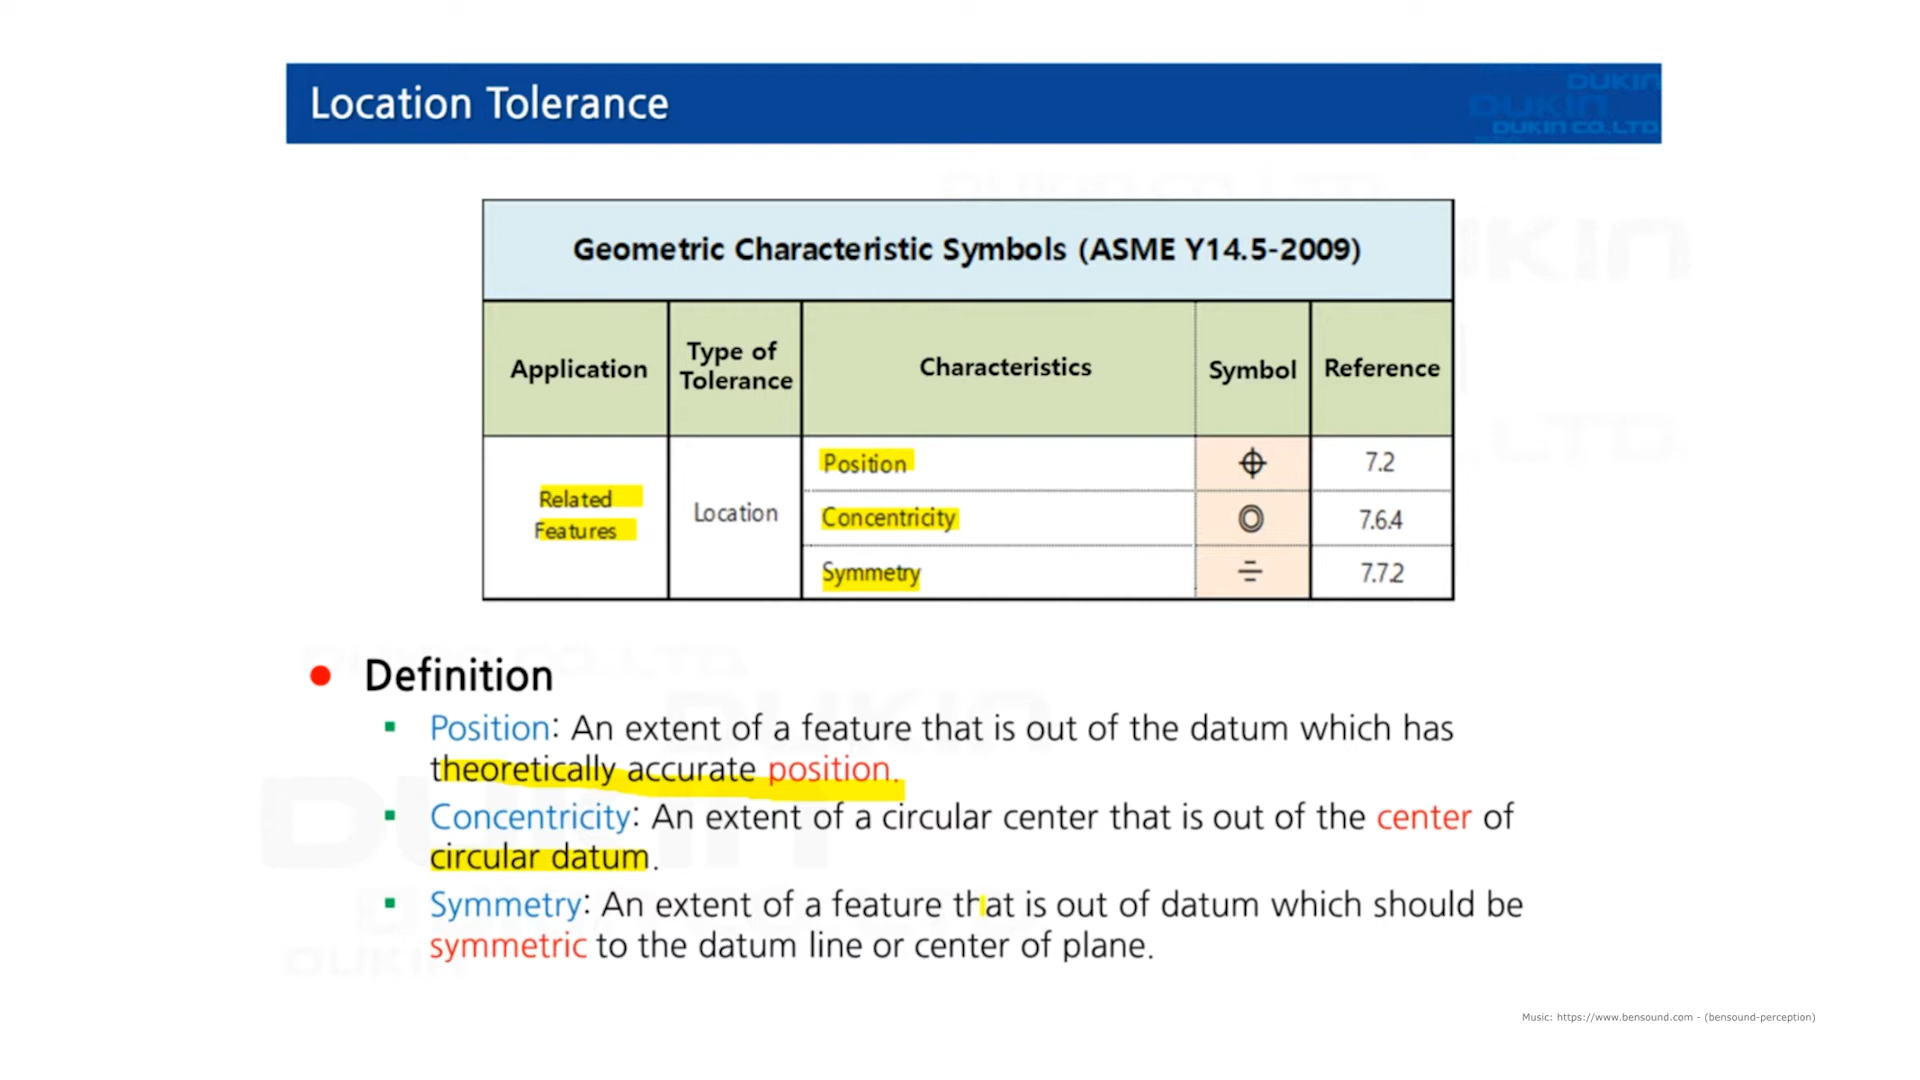 Location Tolerance
DUKIN
DUKIN
DUKIN CO.,LTD.
Geometric Characteristic Symbols (ASME Y14.5-2009)
Application
Type of
Tolerance
Characteristics
Symbol
Reference
Related
Features
Location
Position
⌖
7.2
Concentricity
◎
7.6.4
Symmetry
⌯
7.7.2
Definition
Position: An extent of a feature that is out of the datum which has
theoretically accurate position.
Concentricity: An extent of a circular center that is out of the center of
circular datum.
Symmetry: An extent of a feature that is out of datum which should be
symmetric to the datum line or center of plane.
Music: https://www.bensound.com - (bensound-perception)